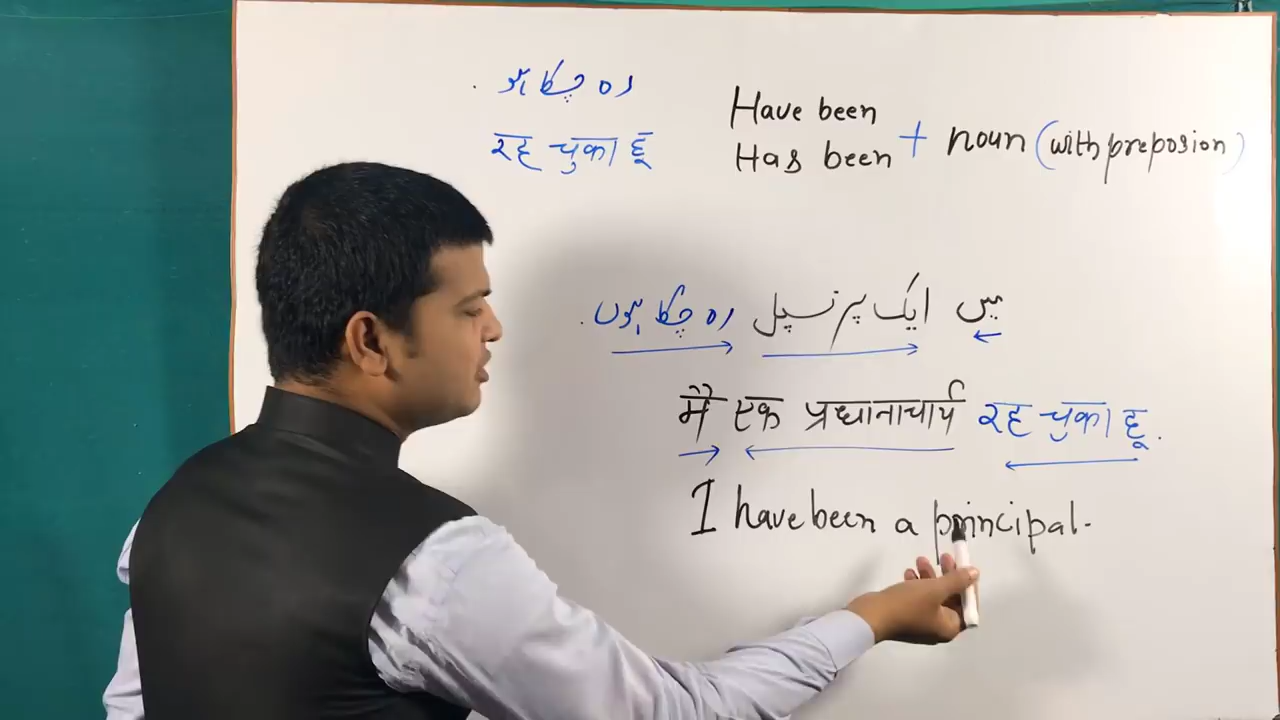 رہ چکا ہو
रह चुका हूँ
Have been
Has been + noun (with preposion)
میں ایک پرنسپل رہ چکا ہوں.
मैं एक प्रधानाचार्य रह चुका हूँ.
I have been a principal.